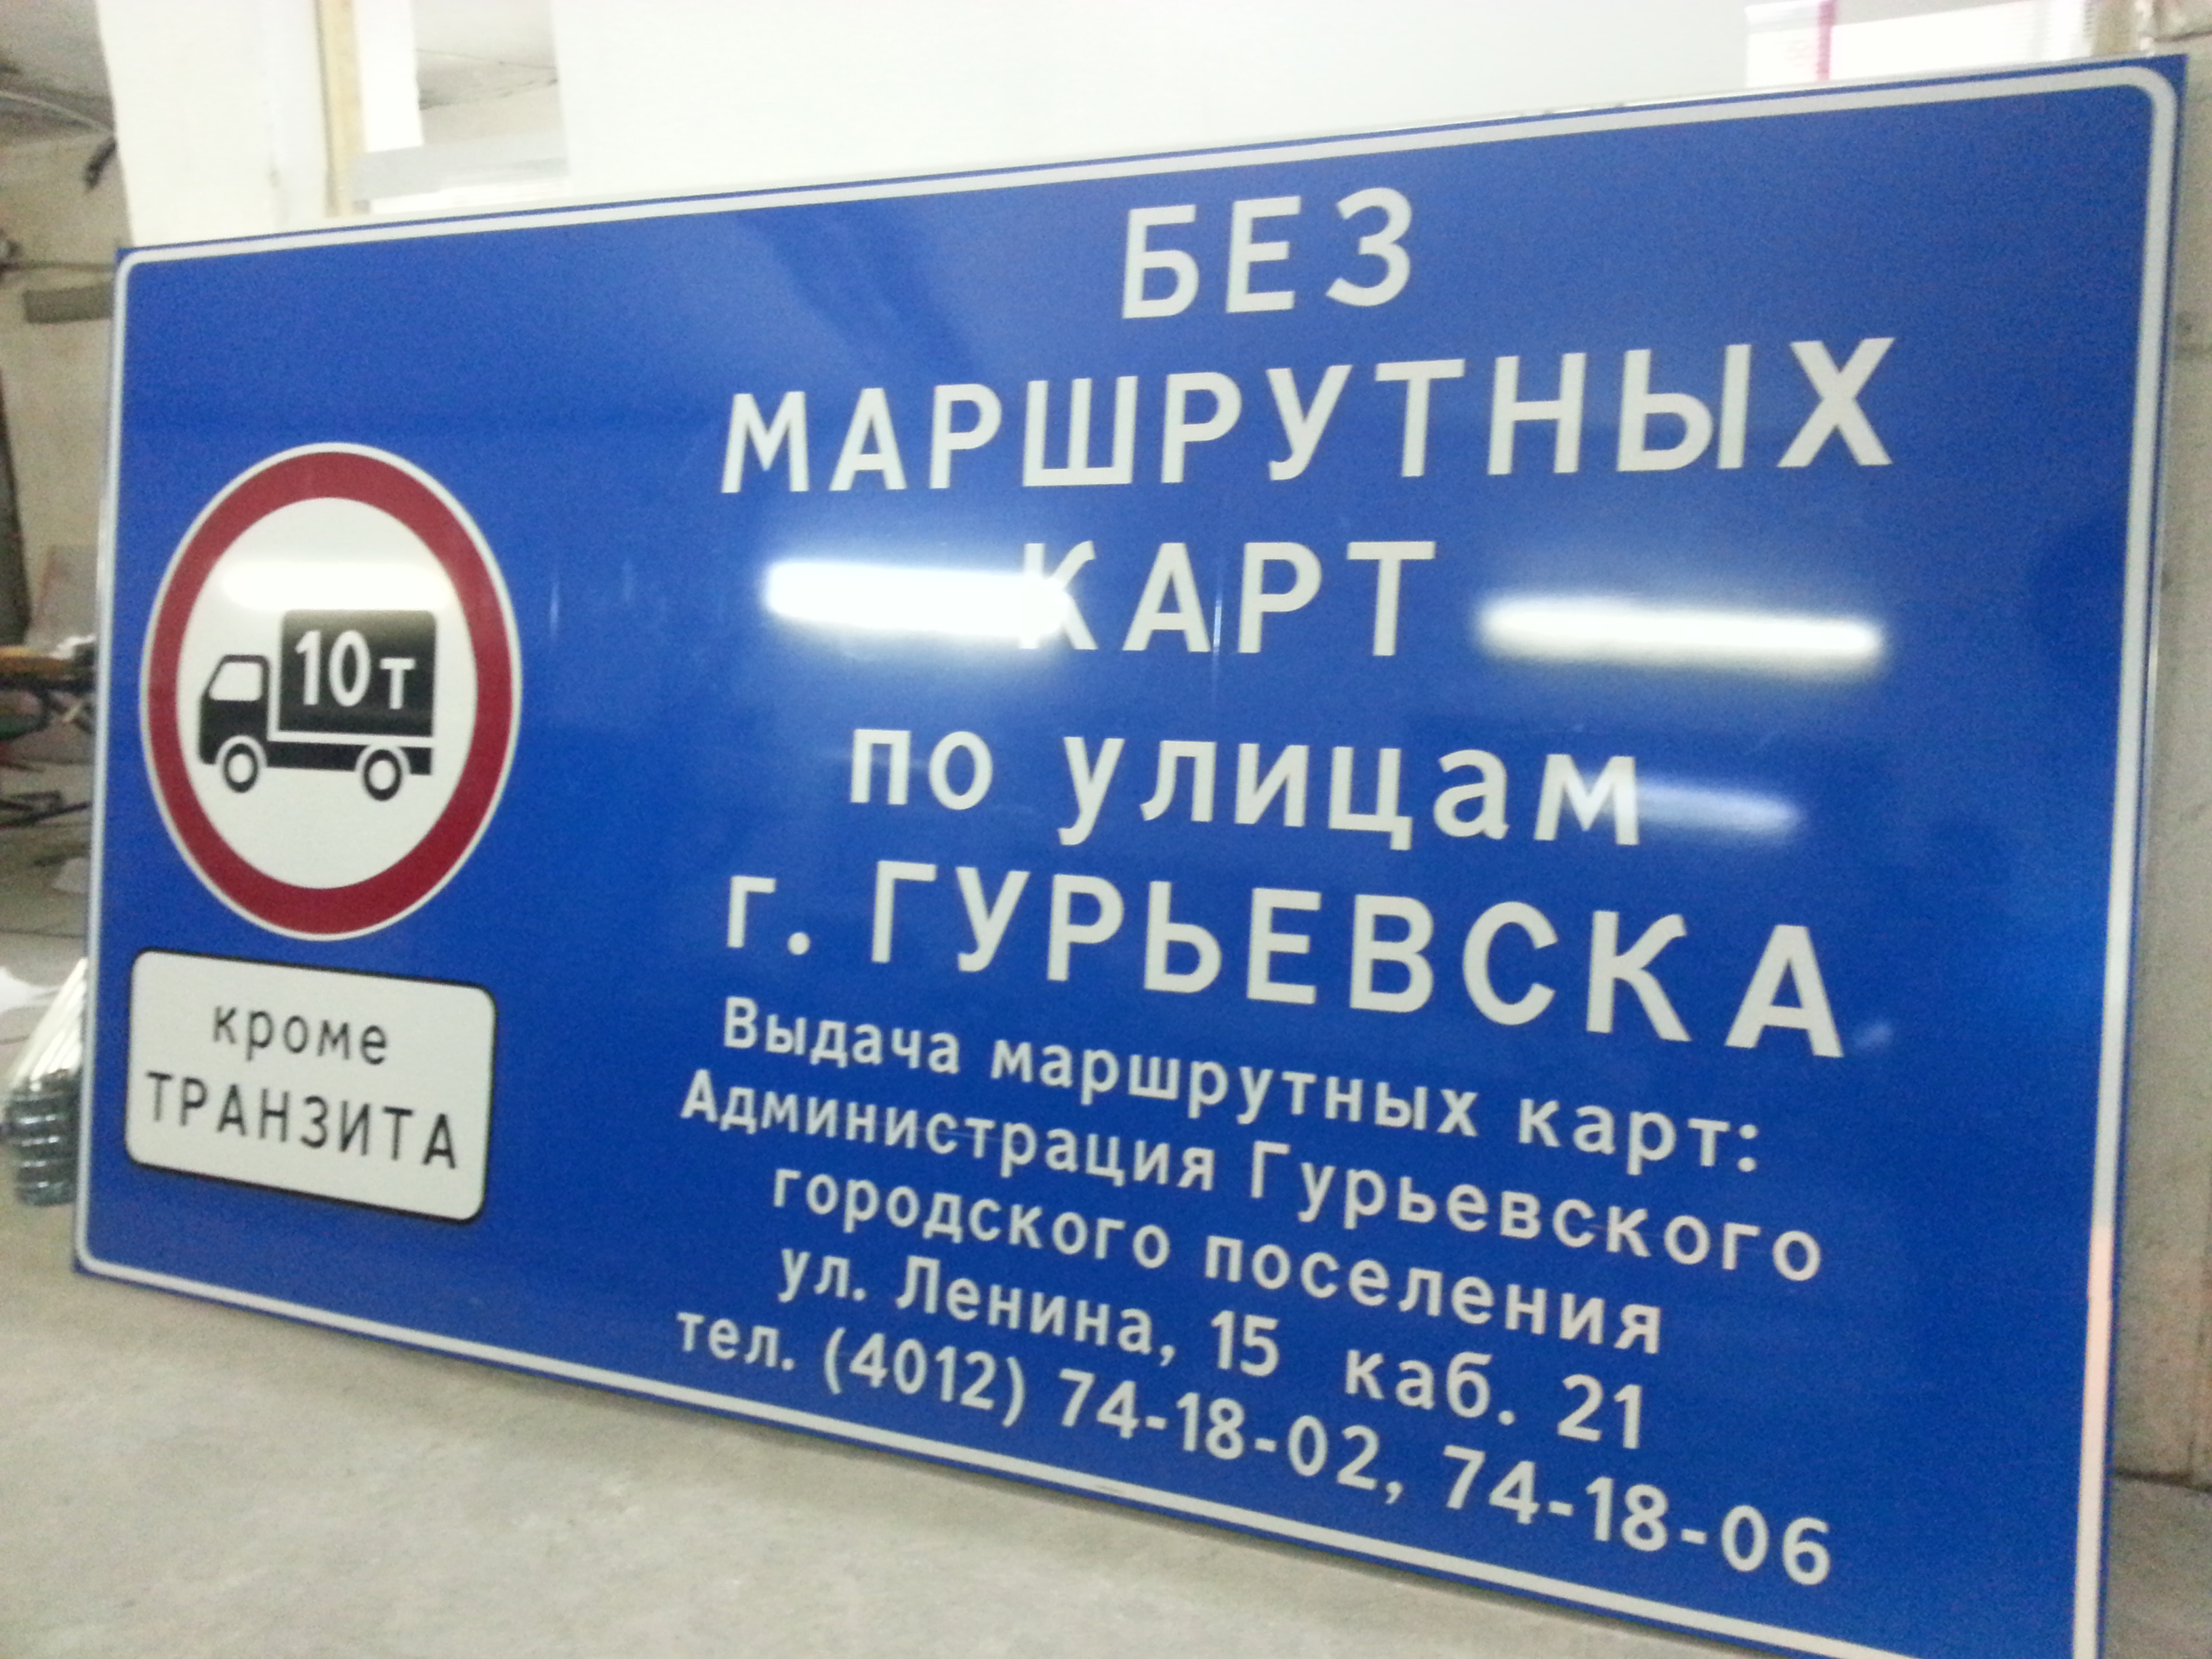 10т
кроме
ТРАНЗИТА
БЕЗ
МАРШРУТНЫХ
КАРТ
по улицам
г. ГУРЬЕВСКА
Выдача маршрутных карт:
Администрация Гурьевского
городского поселения
ул. Ленина, 15 каб. 21
тел. (4012) 74-18-02, 74-18-06